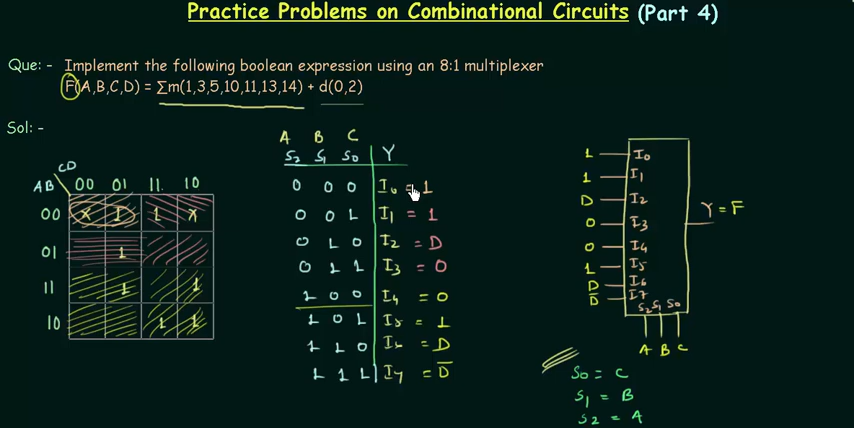 Practice Problems on Combinational Circuits (Part 4)
Que: - Implement the following boolean expression using an 8:1 multiplexer
F(A,B,C,D) = ∑m(1,3,5,10,11,13,14) + d(0,2)
Sol: -
CD
AB 00 01 11 10
00 X 1 1 X
01 1
11 1 1
10 1 1
A B C
S2 S1 S0 Y
0 0 0 I0 = 1
0 0 1 I1 = 1
0 1 0 I2 = D
0 1 1 I3 = 0
1 0 0 I4 = 0
1 0 1 I5 = 1
1 1 0 I6 = D
1 1 1 I7 = D̅
1 I0
1 I1
D I2
0 I3
0 I4
1 I5
D I6
D̅ I7
S2 S1 S0
Y = F
A B C
S0 = C
S1 = B
S2 = A